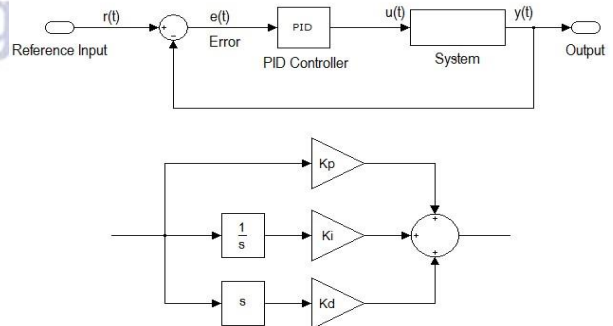 r(t)
e(t)
u(t)
y(t)
+
−
PID
Reference Input
Error
PID Controller
System
Output
Kp
1
s
Ki
s
Kd
+
+
+